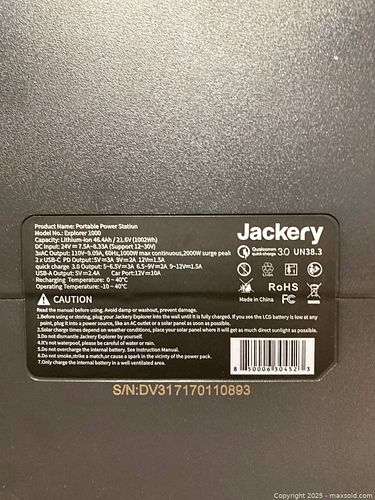 Product Name: Portable Power Station
Model No.: Explorer 1000
Capacity: Lithium-ion 46.4Ah / 21.6V (1002Wh)
DC Input: 24V ⎓ 7.5A~8.33A (Support 12~30V)
3xAC Output: 110V~9.09A, 60Hz,1000W max continuous,2000W surge peak
2 x USB-C PD Output:5V⎓3A 9V⎓2A 12V⎓1.5A
quick charge 3.0 Output: 5~6.5V⎓3A 6.5~9V⎓2A 9~12V⎓1.5A
USB-A Output: 5V⎓2.4A Car Port:12V⎓10A
Recharging Temperature: 0 ~ 40°C
Operating Temperature: -10 ~ 40°C
Jackery
Qualcomm
quick charge 3.0 UN38.3
RoHS
Made in China FC
CAUTION
Read the manual before using. Avoid damp or washout, prevent damage.
1.Before using or storing, plug your Jackery Explorer into the wall until it is fully charged. If you see the LCD battery is low at any
point, plug it into a power source, like an AC outlet or a solar panel as soon as possible.
2.Solar charge times depend on weather conditions, place your solar panel where it will get as much direct sunlight as possible.
3.Do not dismantle Jackery Explorer by yourself.
4.It's not waterproof, please be careful of water or rain.
5.Do not overcharge the internal battery. See Instruction Manual.
6.Do not smoke,strike a match,or cause a spark in the vicinity of the power pack.
7.Only charge the internal battery in a well ventilated area.
8 50006 30452 3
S/N:DV317170110893
Copyright 2025 - maxsold.com